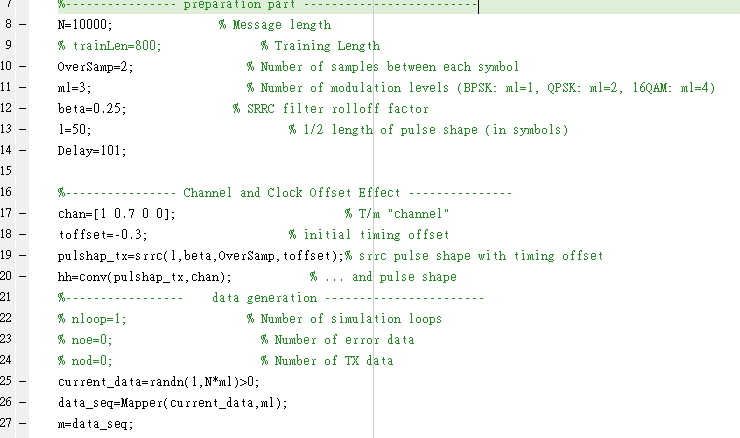 7 %--------------- preparation part ------------------------
8 – N=10000; % Message length
9 – % trainLen=800; % Training Length
10 – OverSamp=2; % Number of samples between each symbol
11 – ml=3; % Number of modulation levels (BPSK: ml=1, QPSK: ml=2, 16QAM: ml=4)
12 – beta=0.25; % SRRC filter rolloff factor
13 – l=50; % 1/2 length of pulse shape (in symbols)
14 – Delay=101;
15
16 %--------------- Channel and Clock Offset Effect --------------
17 – chan=[1 0.7 0 0]; % T/m "channel"
18 – toffset=-0.3; % initial timing offset
19 – pulshap_tx=srrc(l,beta,OverSamp,toffset);% srrc pulse shape with timing offset
20 – hh=conv(pulshap_tx,chan); % ... and pulse shape
21 %---------------- data generation ----------------------
22 – % nloop=1; % Number of simulation loops
23 – % noe=0; % Number of error data
24 – % nod=0; % Number of TX data
25 – current_data=randn(1,N*ml)>0;
26 – data_seq=Mapper(current_data,ml);
27 – m=data_seq;